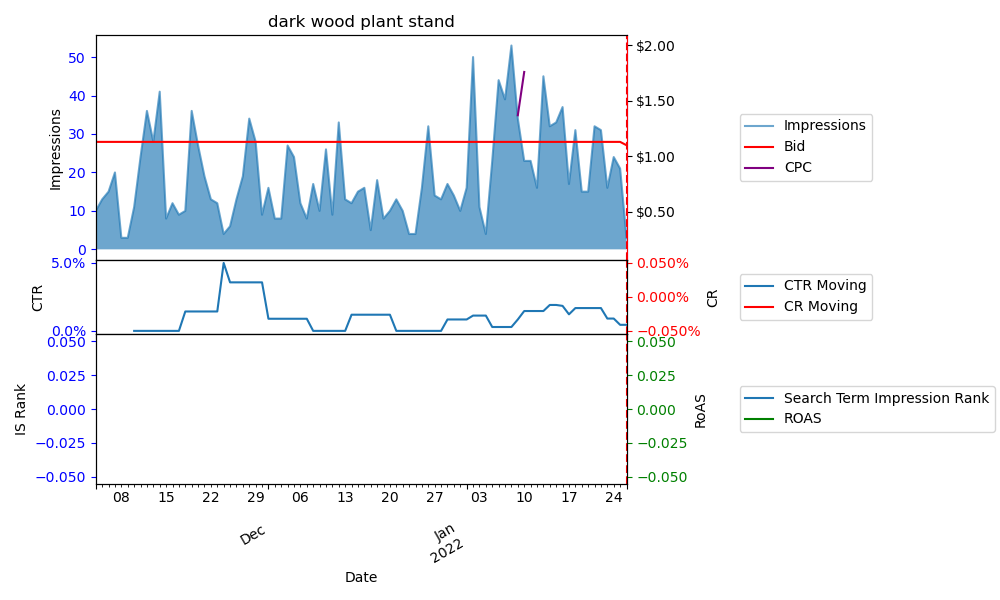 dark wood plant stand
50
40
30
20
10
0
Impressions
$2.00
$1.50
$1.00
$0.50
Impressions
Bid
CPC
5.0%
0.0%
CTR
0.050%
0.000%
−0.050%
CR
CTR Moving
CR Moving
0.050
0.025
0.000
−0.025
−0.050
IS Rank
0.050
0.025
0.000
−0.025
−0.050
RoAS
Search Term Impression Rank
ROAS
08 15 22 29 06 13 20 27 03 10 17 24
Dec
Jan
2022
Date